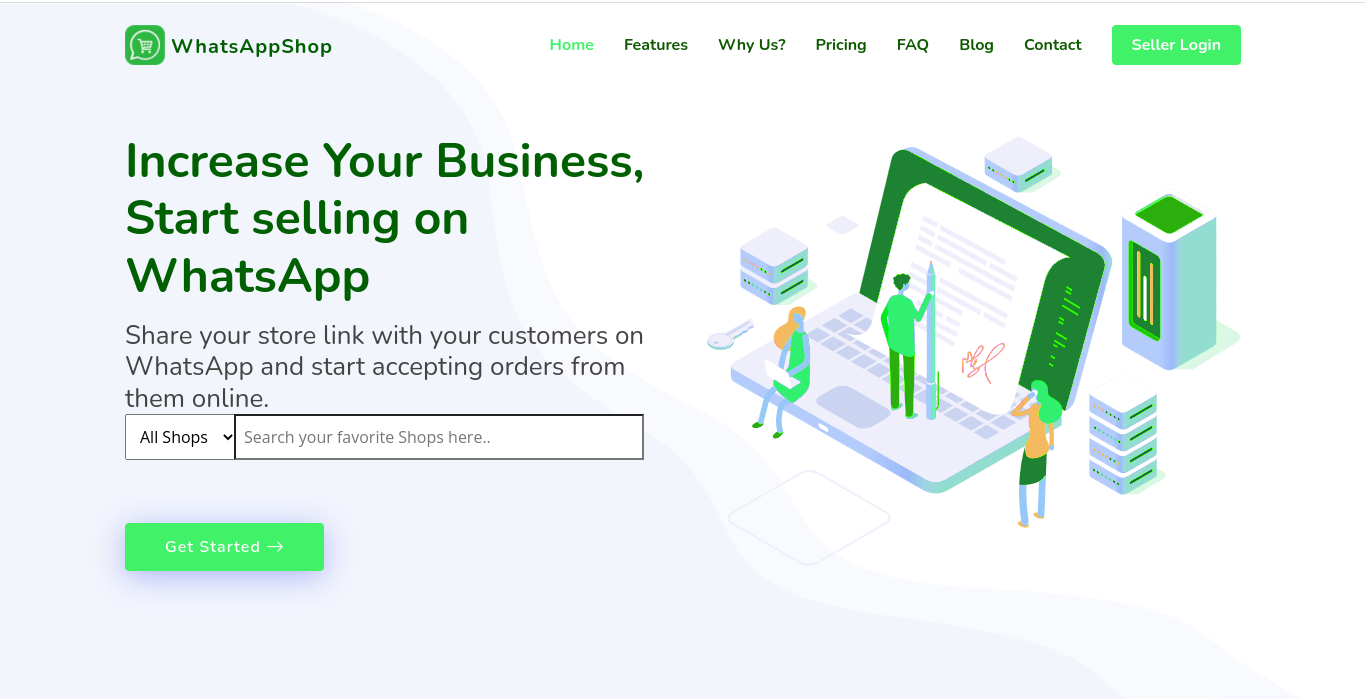 WhatsAppShop
Home Features Why Us? Pricing FAQ Blog Contact Seller Login
Increase Your Business,
Start selling on
WhatsApp
Share your store link with your customers on
WhatsApp and start accepting orders from
them online.
All Shops Search your favorite Shops here..
Get Started →